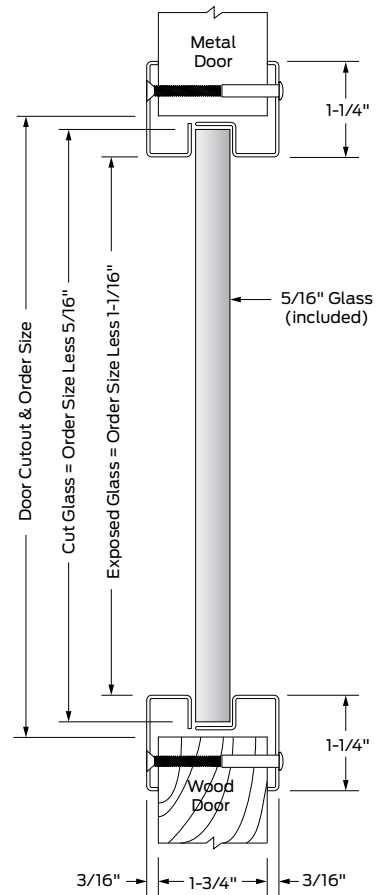 Metal
Door
1-1/4"
Door Cutout & Order Size
Cut Glass = Order Size Less 5/16"
Exposed Glass = Order Size Less 1-1/16"
5/16" Glass
(included)
1-1/4"
Wood
Door
3/16"
1-3/4"
3/16"